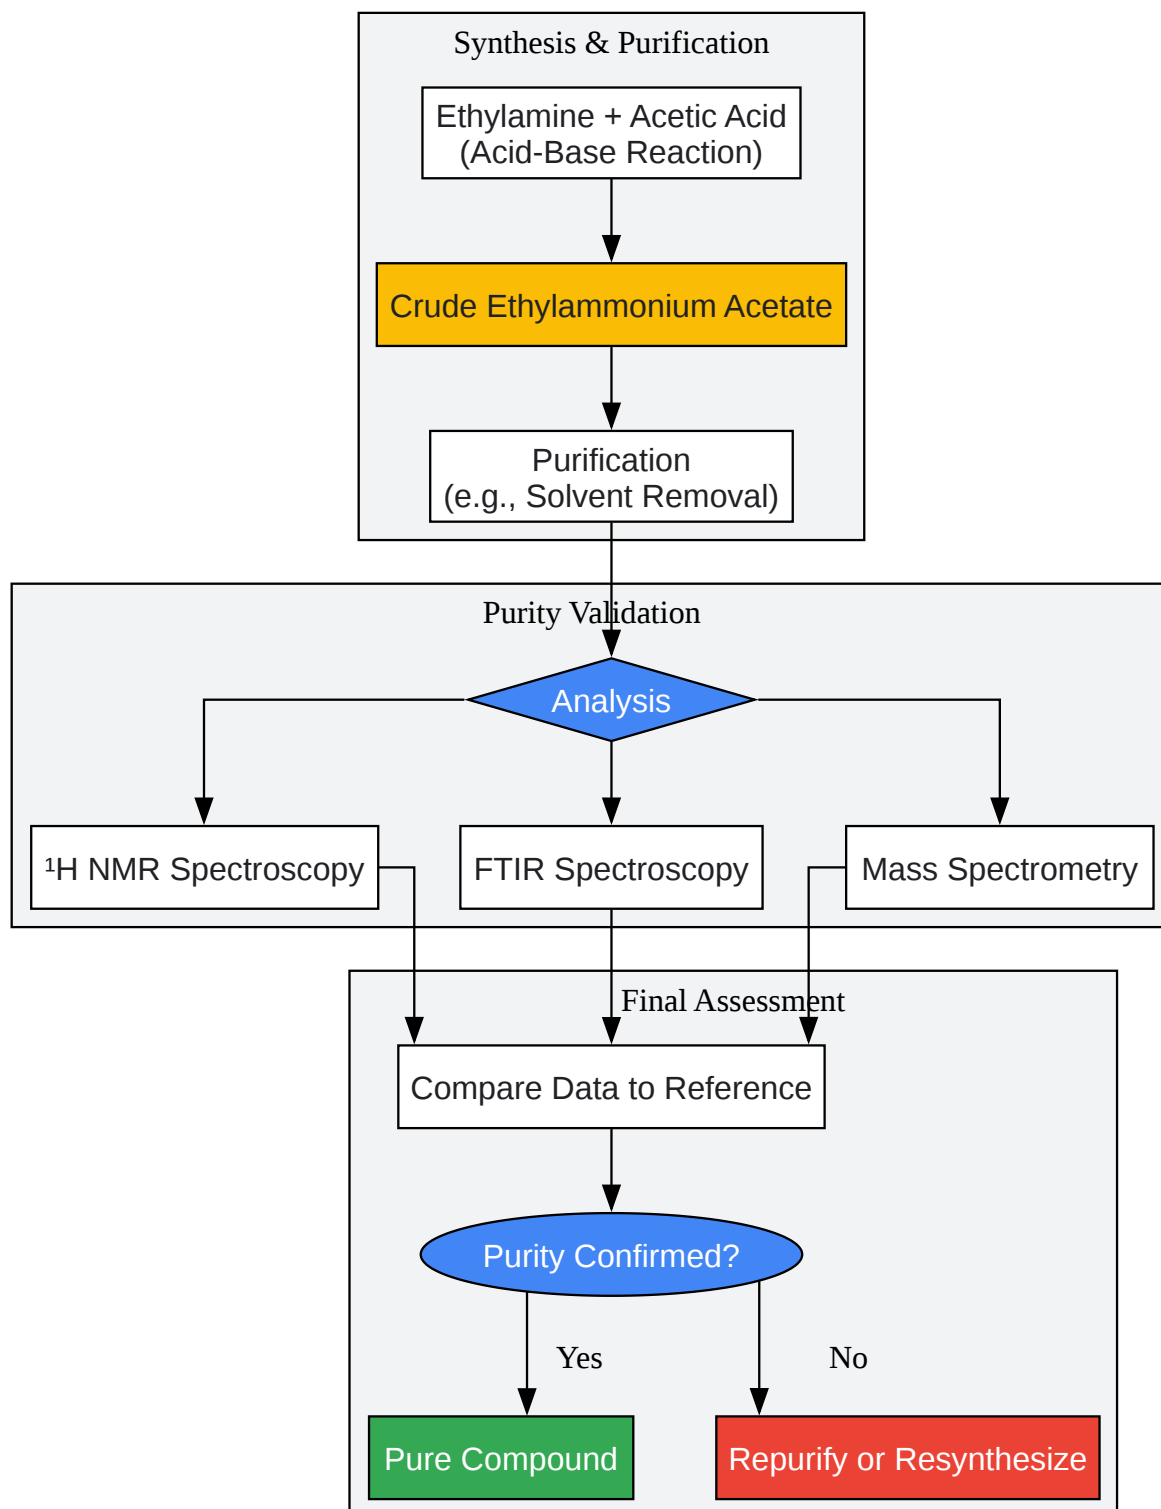 Synthesis & Purification
Ethylamine + Acetic Acid
(Acid-Base Reaction)
Crude Ethylammonium Acetate
Purification
(e.g., Solvent Removal)
Purity Validation
Analysis
¹H NMR Spectroscopy
FTIR Spectroscopy
Mass Spectrometry
Final Assessment
Compare Data to Reference
Purity Confirmed?
Yes
No
Pure Compound
Repurify or Resynthesize